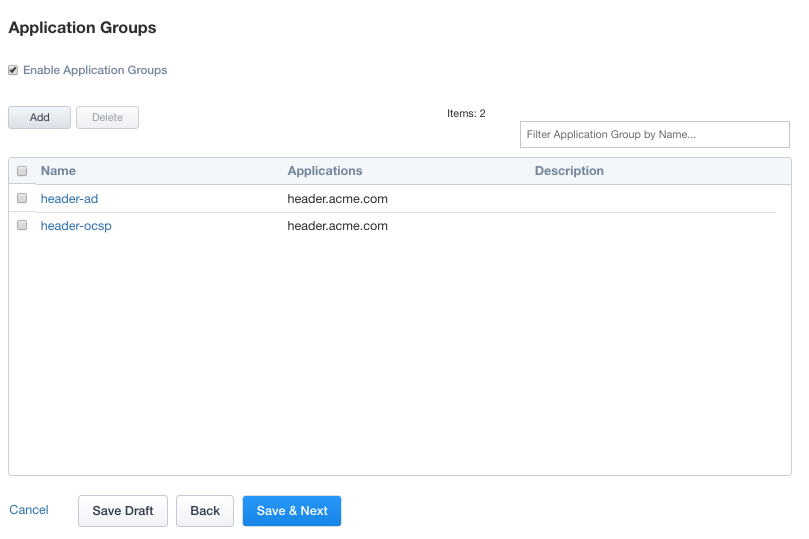 Application Groups
Enable Application Groups
Add Delete Items: 2
Filter Application Group by Name...
Name Applications Description
header-ad header.acme.com
header-ocsp header.acme.com
Cancel Save Draft Back Save & Next